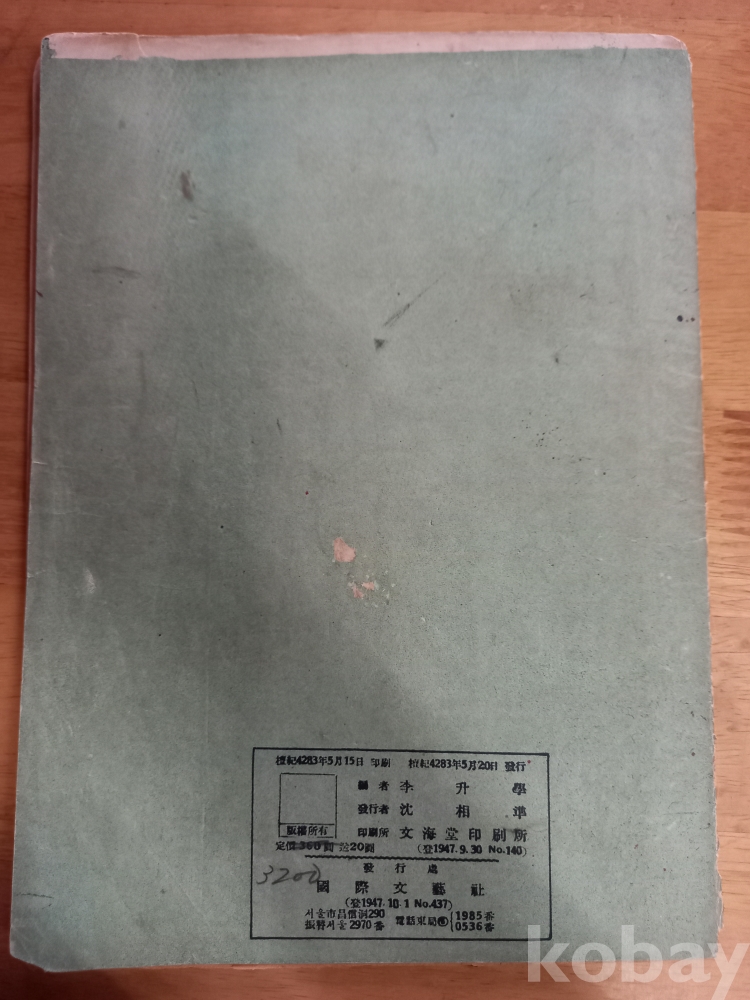 檀紀4283年5月15日 印刷 檀紀4283年5月20日 發行
編者 李升學
發行者 沈相準
版權所有 印刷所 文海堂印刷所
定價360圓 送20圓 (登1947.9.30 No.140)
3200
發行處
國際文藝社
(登1947.10.1 No.437)
서울市昌信洞290
振替서울2970番
電話東局④ 1985番
0536番
kobay